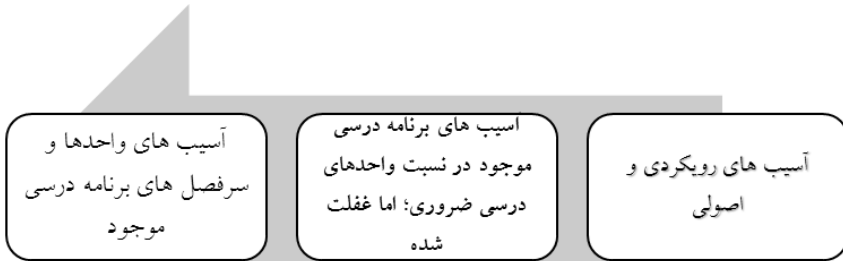 آسیب های رویکردی و
اصولی
آسیب های برنامه درسی
موجود در نسبت واحدهای
درسی ضروری؛ اما غفلت
شده
آسیب های واحدها و
سرفصل های برنامه درسی
موجود